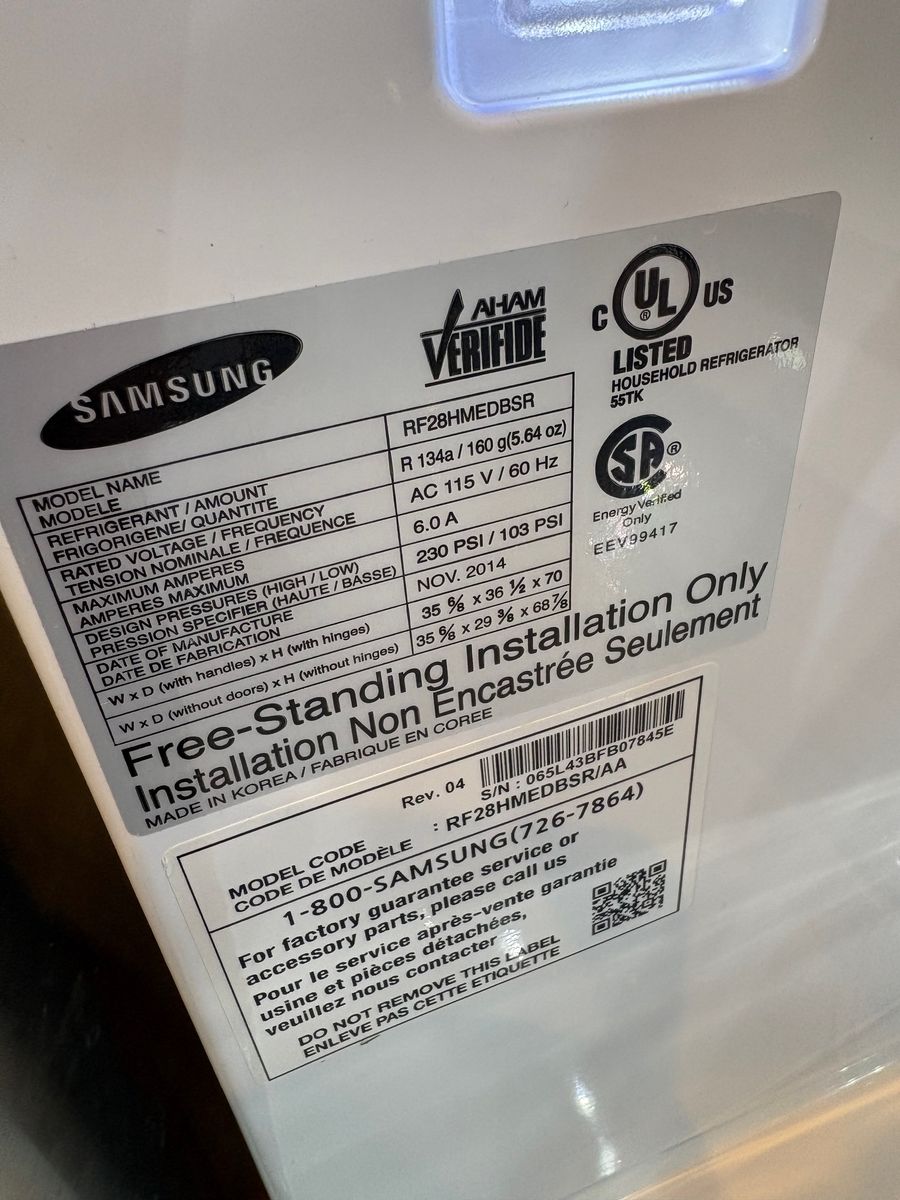 SAMSUNG
AHAM
VERIFIDE
C UL® US
LISTED
HOUSEHOLD REFRIGERATOR
55TK
SA®
Energy Verified
Only
EEV99417
MODEL NAME
MODELE
RF28HMEDBSR
REFRIGERANT / AMOUNT
FRIGORIGENE/ QUANTITE
R 134a / 160 g(5.64 oz)
RATED VOLTAGE / FREQUENCY
TENSION NOMINALE / FREQUENCE
AC 115 V / 60 Hz
MAXIMUM AMPERES
AMPERES MAXIMUM
6.0 A
DESIGN PRESSURES (HIGH / LOW)
PRESSION SPECIFIER (HAUTE / BASSE)
230 PSI / 103 PSI
DATE OF MANUFACTURE
DATE DE FABRICATION
NOV. 2014
W x D (with handles) x H (with hinges)
35 6/8 x 36 1/2 x 70
W x D (without doors) x H (without hinges)
35 6/8 x 29 3/8 x 68 7/8
Free-Standing Installation Only
Installation Non Encastrée Seulement
MADE IN KOREA / FABRIQUE EN COREE
Rev. 04
S/N : 065L43BFB07845E
MODEL CODE
CODE DE MODÈLE : RF28HMEDBSR/AA
1-800-SAMSUNG(726-7864)
For factory guarantee service or
accessory parts, please call us
Pour le service après-vente garantie
usine et pièces détachées,
veuillez nous contacter
DO NOT REMOVE THIS LABEL
ENLEVE PAS CETTE ETIQUETTE